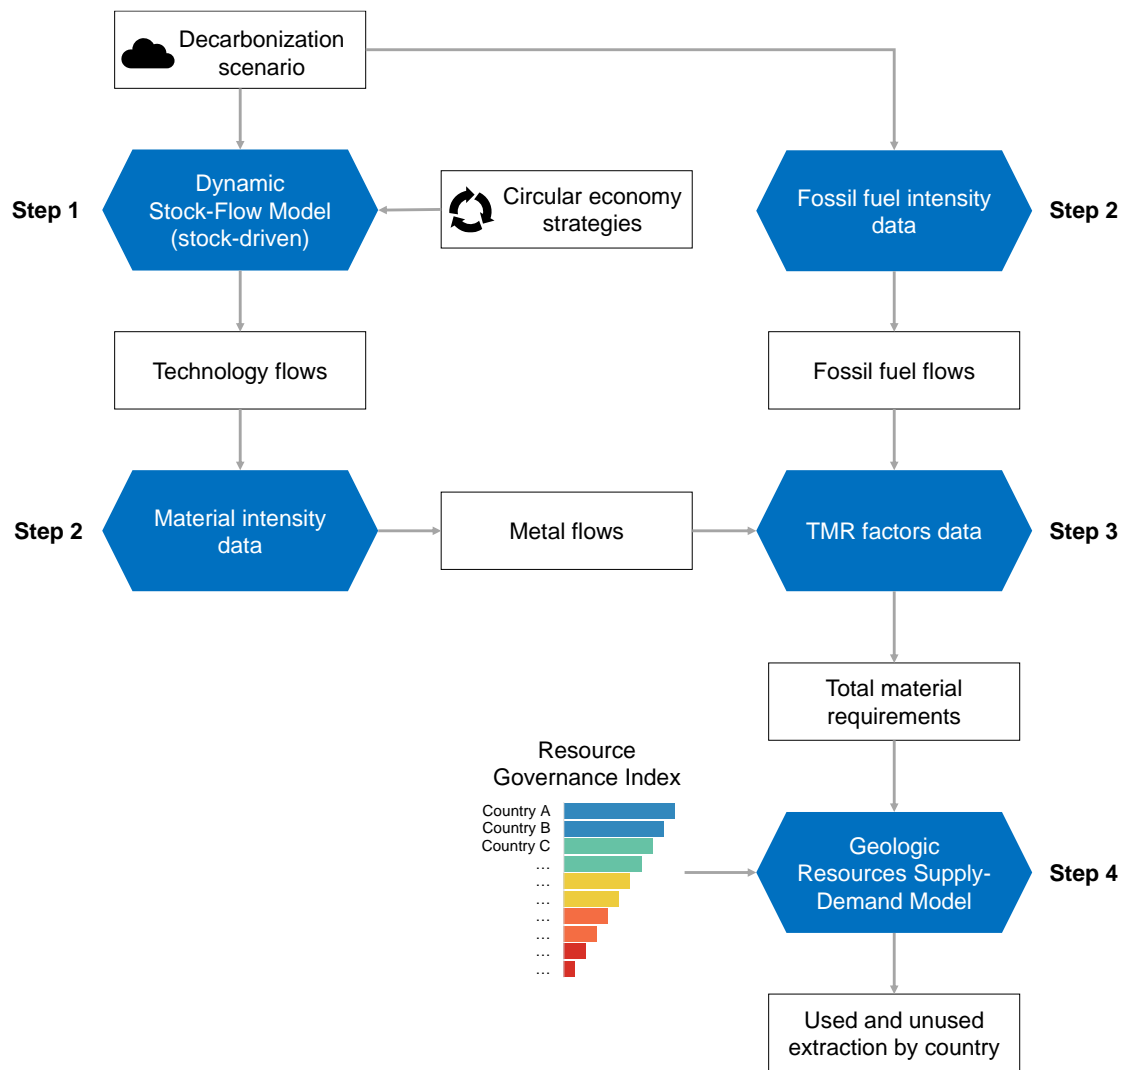 Decarbonization
scenario
Step 1
Dynamic
Stock-Flow Model
(stock-driven)
Circular economy
strategies
Fossil fuel intensity
data
Step 2
Technology flows
Fossil fuel flows
Step 2
Material intensity
data
Metal flows
TMR factors data
Step 3
Total material
requirements
Resource
Governance Index
Country A
Country B
Country C
...
...
...
...
...
...
...
Geologic
Resources Supply-
Demand Model
Step 4
Used and unused
extraction by country